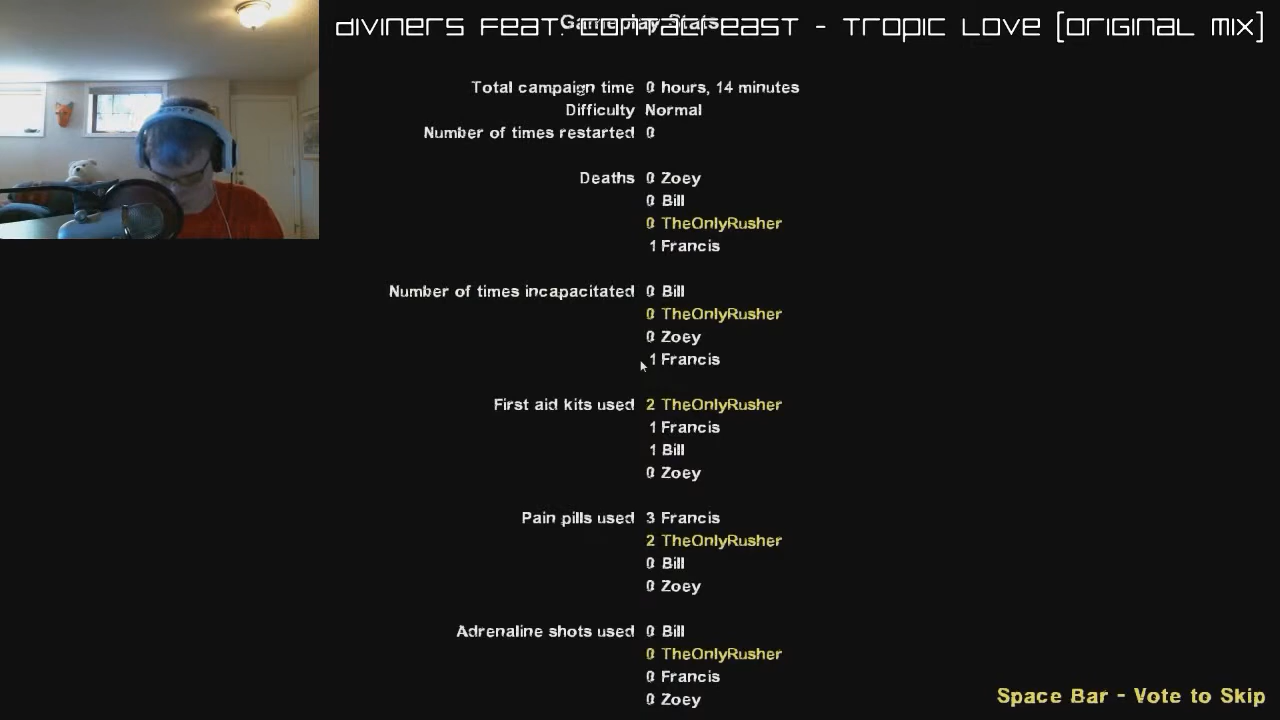 DIVINERS FEAT. CONTACREAST - TROPIC LOVE [ORIGINAL MIX]
Gameplay Stats
Total campaign time 0 hours, 14 minutes
Difficulty Normal
Number of times restarted 0
Deaths 0 Zoey
0 Bill
0 TheOnlyRusher
1 Francis
Number of times incapacitated 0 Bill
0 TheOnlyRusher
0 Zoey
1 Francis
First aid kits used 2 TheOnlyRusher
1 Francis
1 Bill
0 Zoey
Pain pills used 3 Francis
2 TheOnlyRusher
0 Bill
0 Zoey
Adrenaline shots used 0 Bill
0 TheOnlyRusher
0 Francis
0 Zoey
Space Bar - Vote to Skip